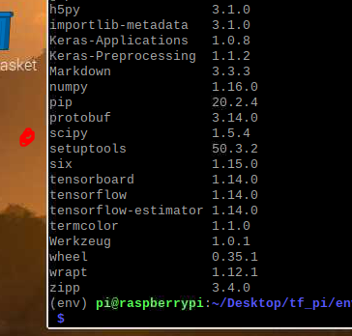 h5py 3.1.0
importlib-metadata 3.1.0
asket
Keras-Applications 1.0.8
Keras-Preprocessing 1.1.2
Markdown 3.3.3
numpy 1.16.0
pip 20.2.4
protobuf 3.14.0
scipy 1.5.4
setuptools 50.3.2
six 1.15.0
tensorboard 1.14.0
tensorflow 1.14.0
tensorflow-estimator 1.14.0
termcolor 1.1.0
Werkzeug 1.0.1
wheel 0.35.1
wrapt 1.12.1
zipp 3.4.0
(env) pi@raspberrypi:~/Desktop/tf_pi/en
$